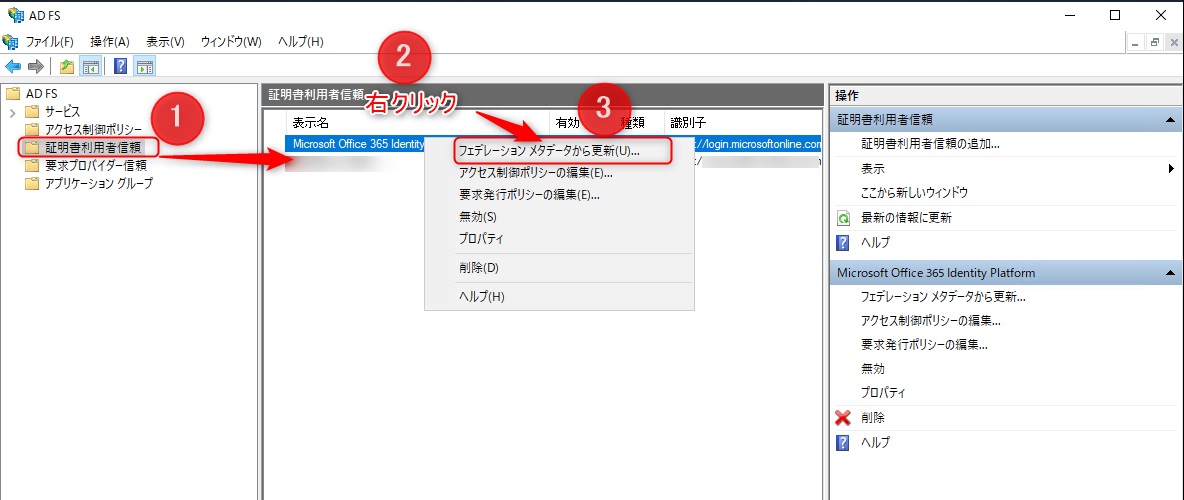 AD FS
ファイル(F) 操作(A) 表示(V) ウィンドウ(W) ヘルプ(H)
AD FS
サービス
アクセス制御ポリシー
証明書利用者信頼
要求プロバイダー信頼
アプリケーション グループ
1
2
右クリック
3
証明書利用者信頼
表示名 有効 種類 識別子
Microsoft Office 365 Identity ://login.microsoftonline.com
フェデレーション メタデータから更新(U)...
アクセス制御ポリシーの編集(E)...
要求発行ポリシーの編集(E)...
無効(S)
プロパティ
削除(D)
ヘルプ(H)
操作
証明書利用者信頼
証明書利用者信頼の追加...
表示
ここから新しいウィンドウ
最新の情報に更新
ヘルプ
Microsoft Office 365 Identity Platform
フェデレーション メタデータから更新...
アクセス制御ポリシーの編集...
要求発行ポリシーの編集...
無効
プロパティ
削除
ヘルプ